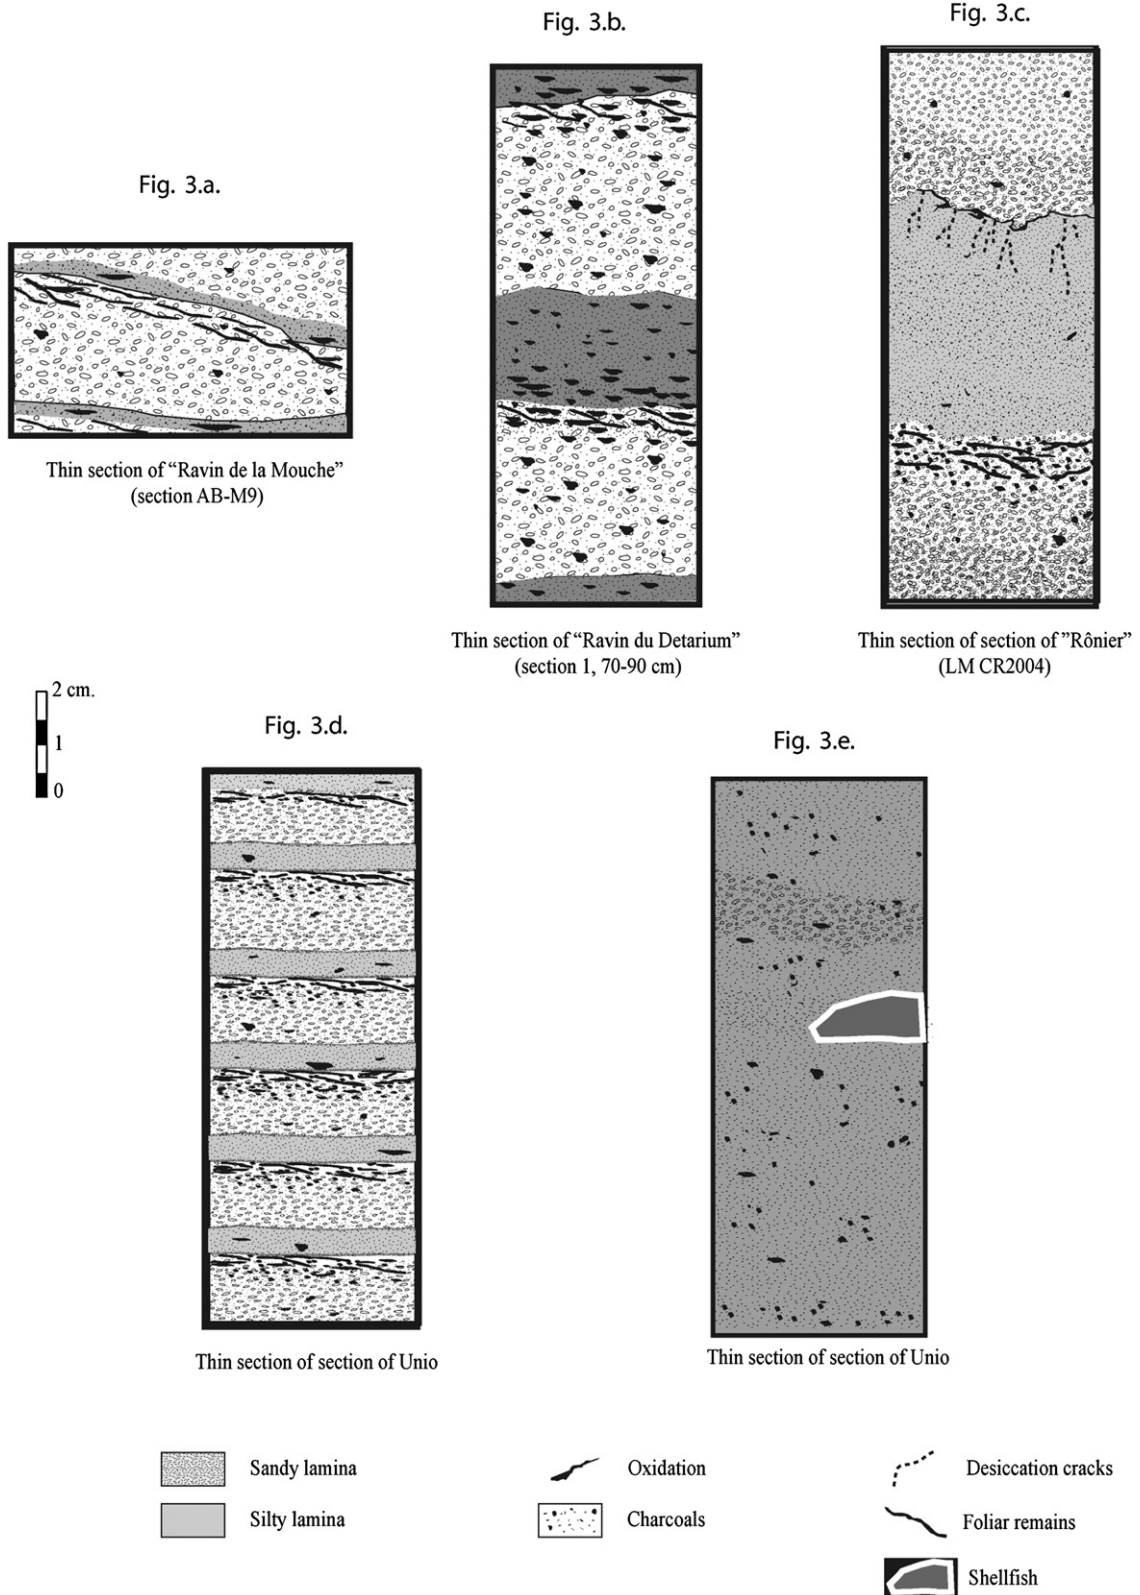 Fig. 3.a.
Thin section of “Ravin de la Mouche”
(section AB-M9)
Fig. 3.b.
Thin section of “Ravin du Detarium”
(section 1, 70-90 cm)
Fig. 3.c.
Thin section of section of ”Rônier”
(LM CR2004)
2 cm.
1
0
Fig. 3.d.
Thin section of section of Unio
Fig. 3.e.
Thin section of section of Unio
Sandy lamina
Silty lamina
Oxidation
Charcoals
Desiccation cracks
Foliar remains
Shellfish